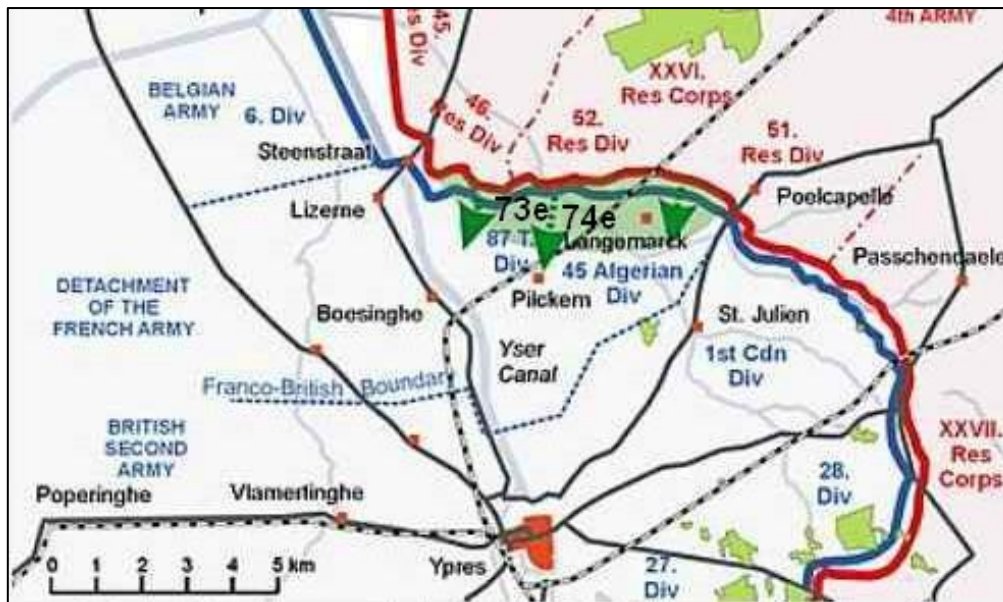 45.
Res Div
4th ARMY
XXVI.
Res Corps
BELGIAN
ARMY
6. Div
46.
Res Div
52.
Res Div
51.
Res Div
Steenstraat
Poelcapelle
Lizerne
73e
74e
87 T.
Div
Langemarck
Passchendaele
45 Algerian
Div
DETACHMENT
OF THE
FRENCH ARMY
Pilckem
Boesinghe
St. Julien
Yser
Canal
1st Cdn
Div
Franco-British Boundar
BRITISH
SECOND
ARMY
XXVII.
Res
Corps
Poperinghe
Vlamertinghe
28.
Div
0 1 2 3 4 5 km
Ypres
27.
Div